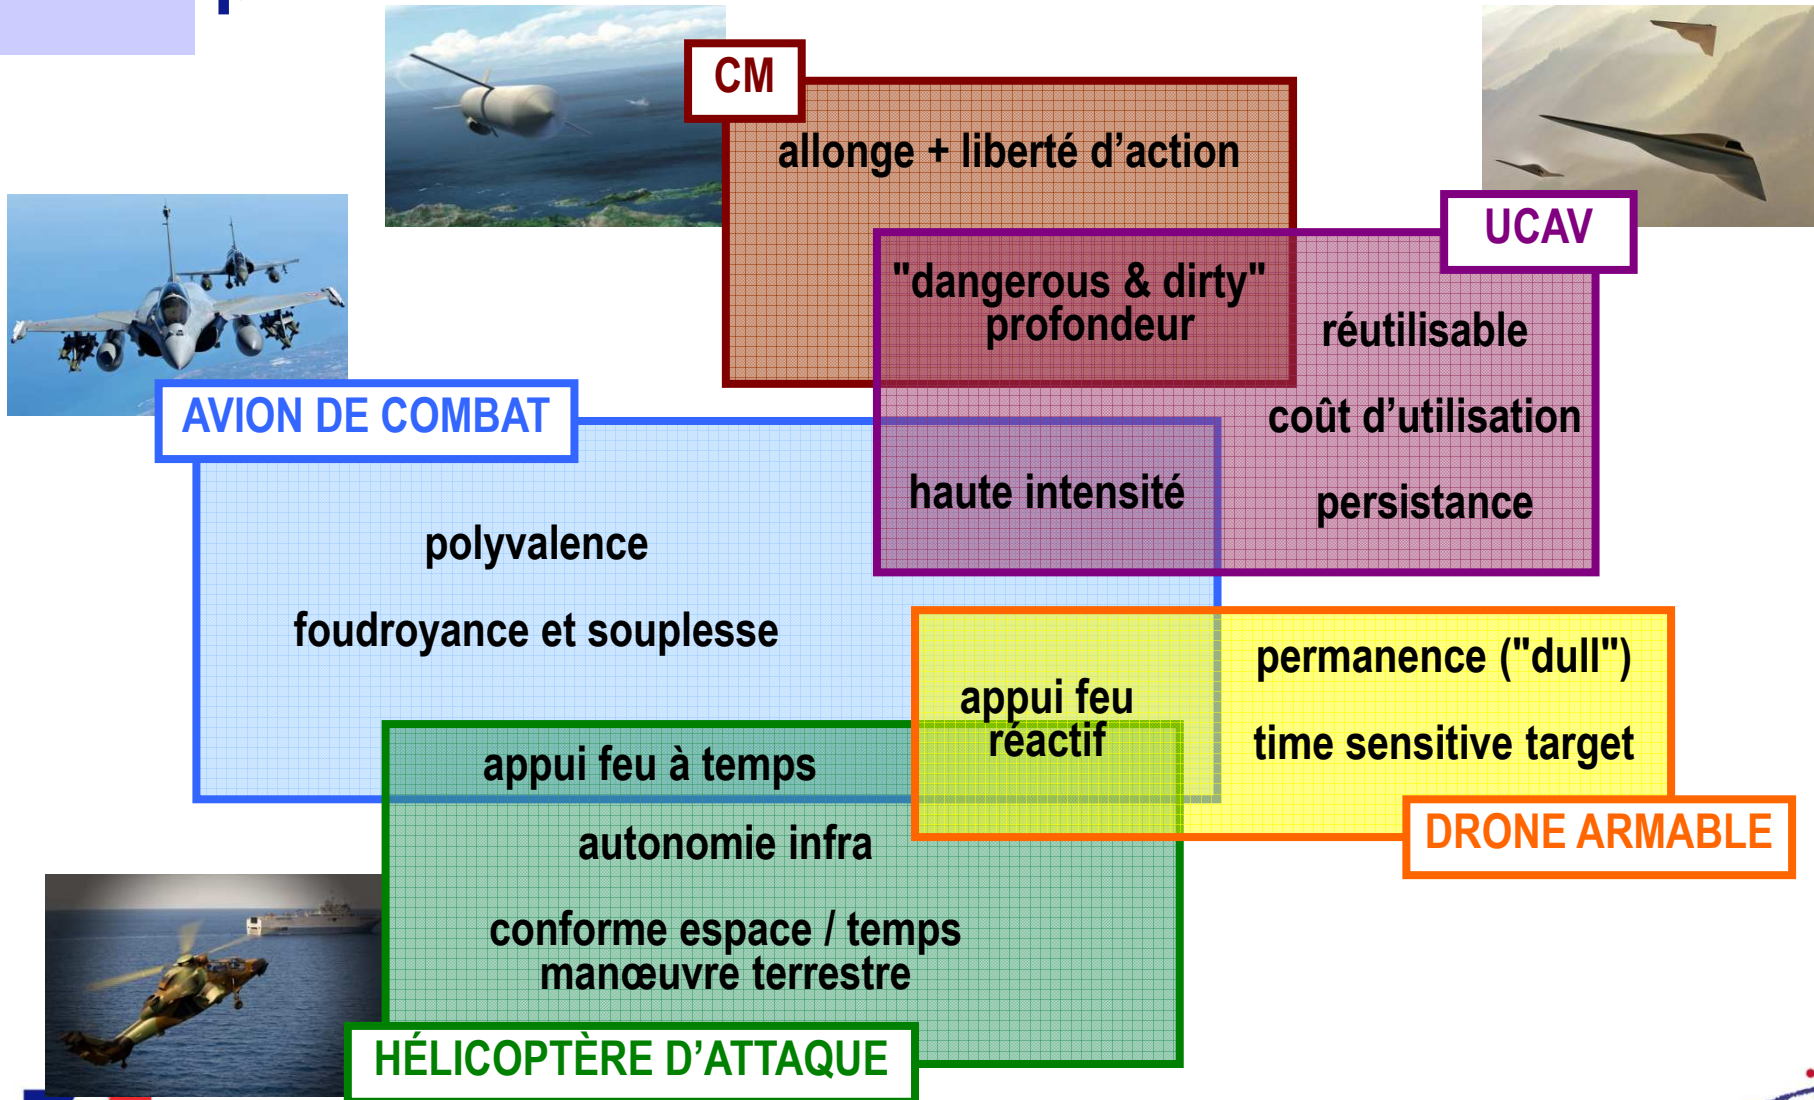 CM
allonge + liberté d’action
UCAV
"dangerous & dirty"
profondeur
réutilisable
coût d’utilisation
persistance
AVION DE COMBAT
haute intensité
polyvalence
foudroyance et souplesse
permanence ("dull")
appui feu
réactif
time sensitive target
appui feu à temps
DRONE ARMABLE
autonomie infra
conforme espace / temps
manœuvre terrestre
HÉLICOPTÈRE D’ATTAQUE